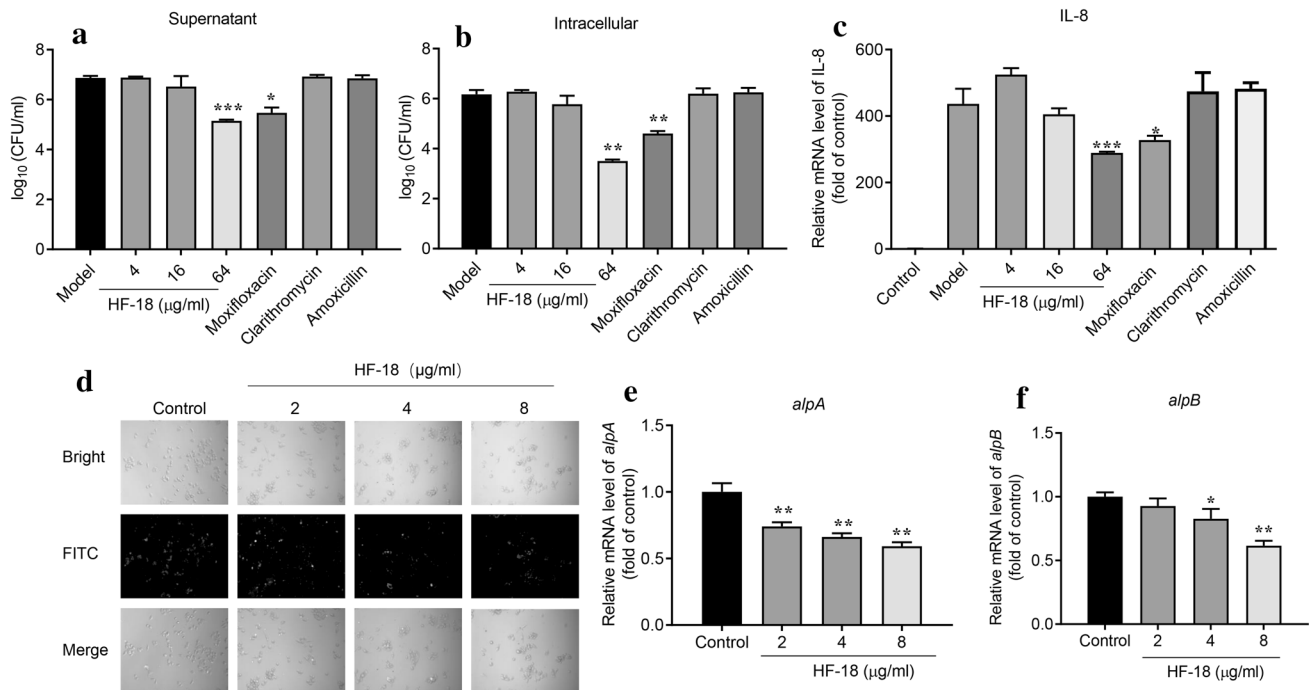 a
Supernatant
log10 (CFU/ml)
8
6
4
2
0
***
*
Model
4
16
64
Moxifloxacin
Clarithromycin
Amoxicillin
HF-18 (μg/ml)
b
Intracellular
log10 (CFU/ml)
8
6
4
2
0
**
**
Model
4
16
64
Moxifloxacin
Clarithromycin
Amoxicillin
HF-18 (μg/ml)
c
IL-8
Relative mRNA level of IL-8
(fold of control)
600
400
200
0
***
*
Control
Model
4
16
64
Moxifloxacin
Clarithromycin
Amoxicillin
HF-18 (μg/ml)
d
HF-18 (μg/ml)
Control 2 4 8
Bright
FITC
Merge
e
alpA
Relative mRNA level of alpA
(fold of control)
1.5
1.0
0.5
0.0
**
**
**
Control 2 4 8
HF-18 (μg/ml)
f
alpB
Relative mRNA level of alpB
(fold of control)
1.5
1.0
0.5
0.0
*
**
Control 2 4 8
HF-18 (μg/ml)